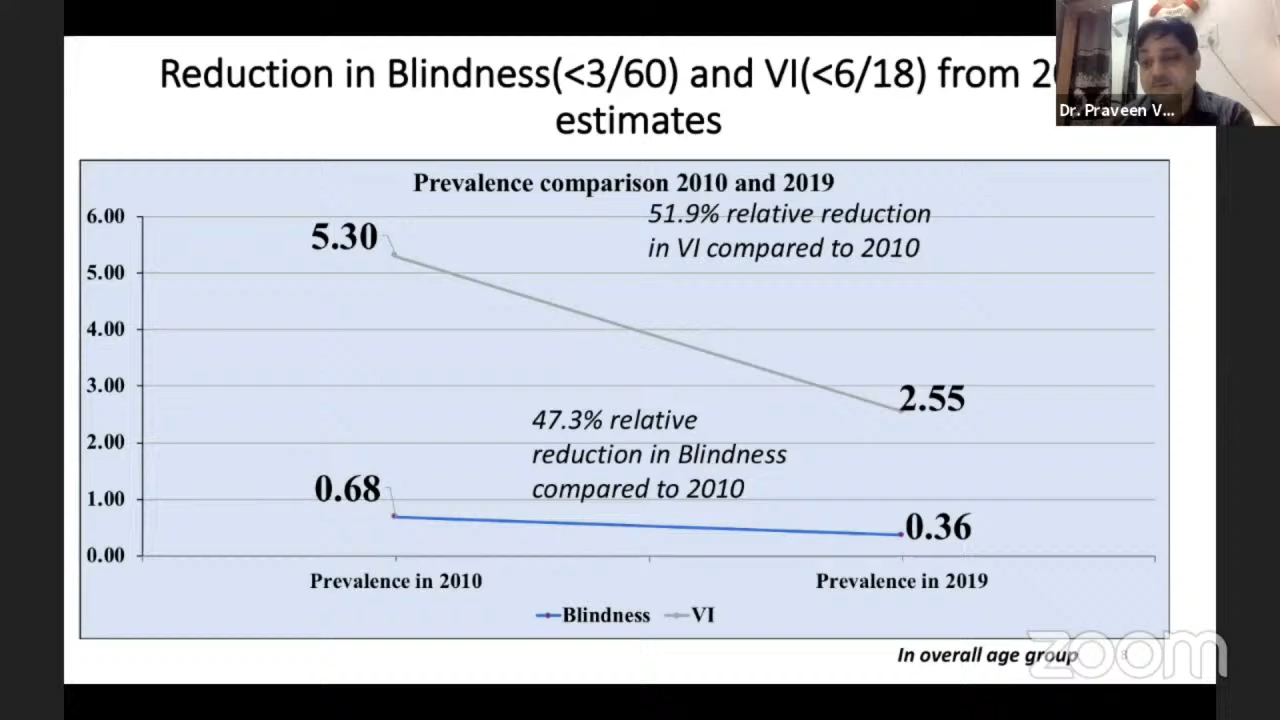 Reduction in Blindness(<3/60) and VI(<6/18) from
estimates
Dr. Praveen V...
Prevalence comparison 2010 and 2019
51.9% relative reduction
in VI compared to 2010
6.00
5.30
5.00
4.00
3.00
2.55
47.3% relative
reduction in Blindness
compared to 2010
2.00
0.68
1.00
0.36
0.00
Prevalence in 2010 Prevalence in 2019
Blindness VI
In overall age group
8
zoom